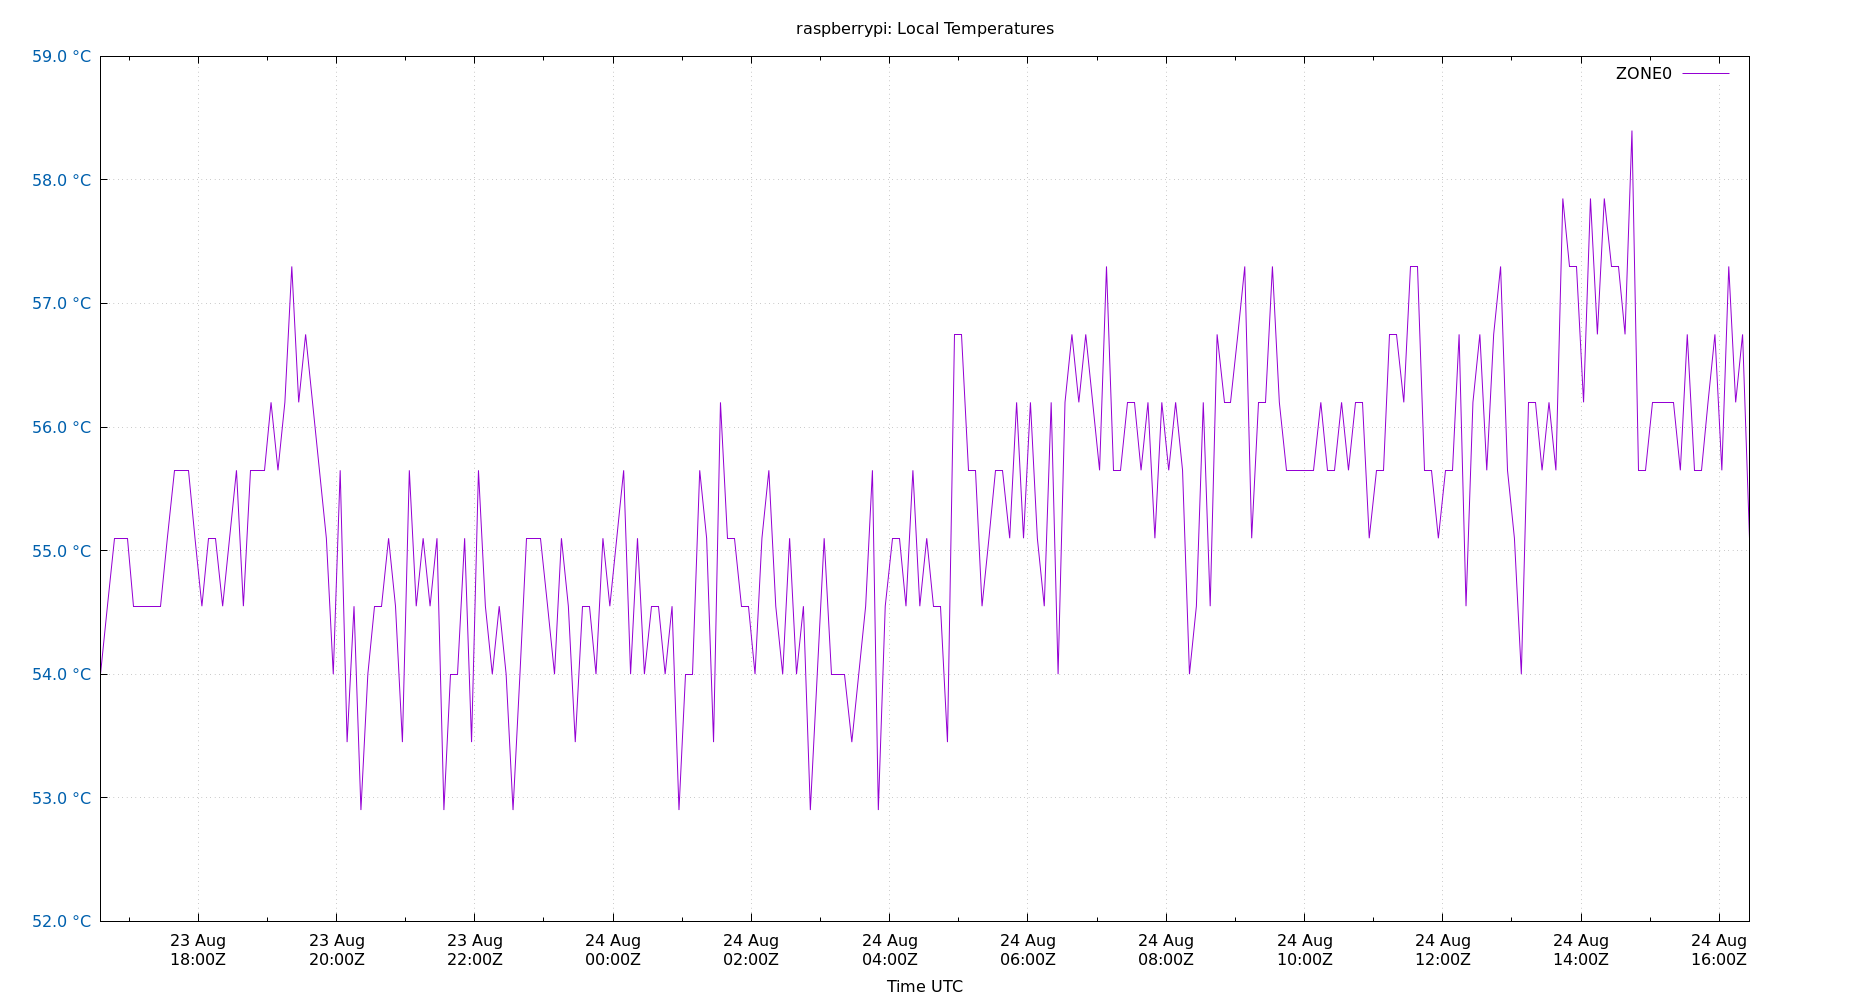 raspberrypi: Local Temperatures
59.0 °C
ZONE0
58.0 °C
57.0 °C
56.0 °C
55.0 °C
54.0 °C
53.0 °C
52.0 °C
23 Aug 23 Aug 23 Aug 24 Aug 24 Aug 24 Aug 24 Aug 24 Aug 24 Aug 24 Aug 24 Aug 24 Aug
18:00Z 20:00Z 22:00Z 00:00Z 02:00Z 04:00Z 06:00Z 08:00Z 10:00Z 12:00Z 14:00Z 16:00Z
Time UTC